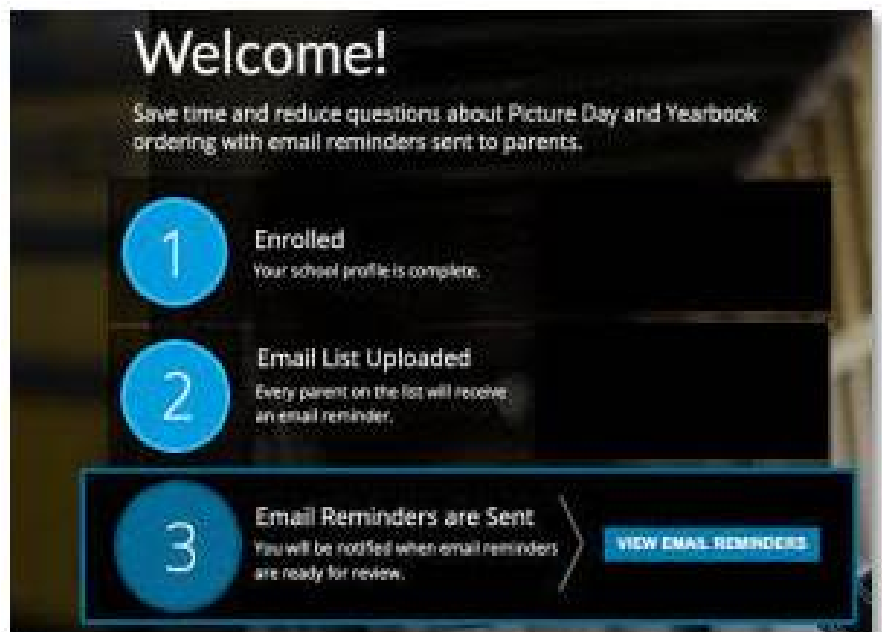 Welcome!
Save time and reduce questions about Picture Day and Yearbook
ordering with email reminders sent to parents.
1
Enrolled
Your school profile is complete.
2
Email List Uploaded
Every parent on the list will receive
an email reminder.
3
Email Reminders are Sent
You will be notified when email reminders
are ready for review.
VIEW EMAIL REMINDERS